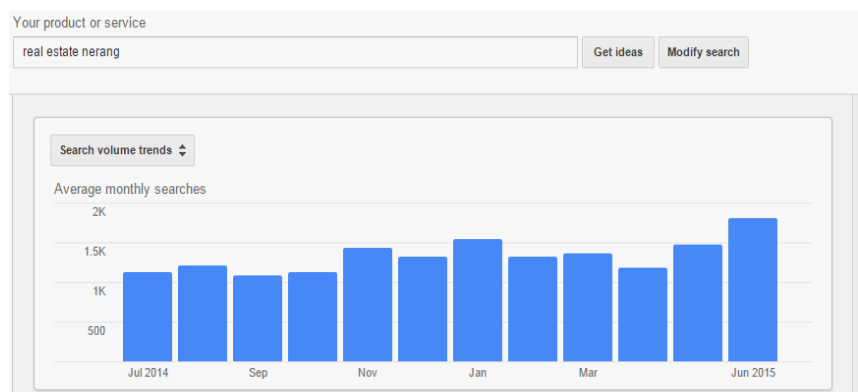 Your product or service
real estate nerang Get ideas Modify search
Search volume trends
Average monthly searches
2K
1.5K
1K
500
Jul 2014 Sep Nov Jan Mar Jun 2015